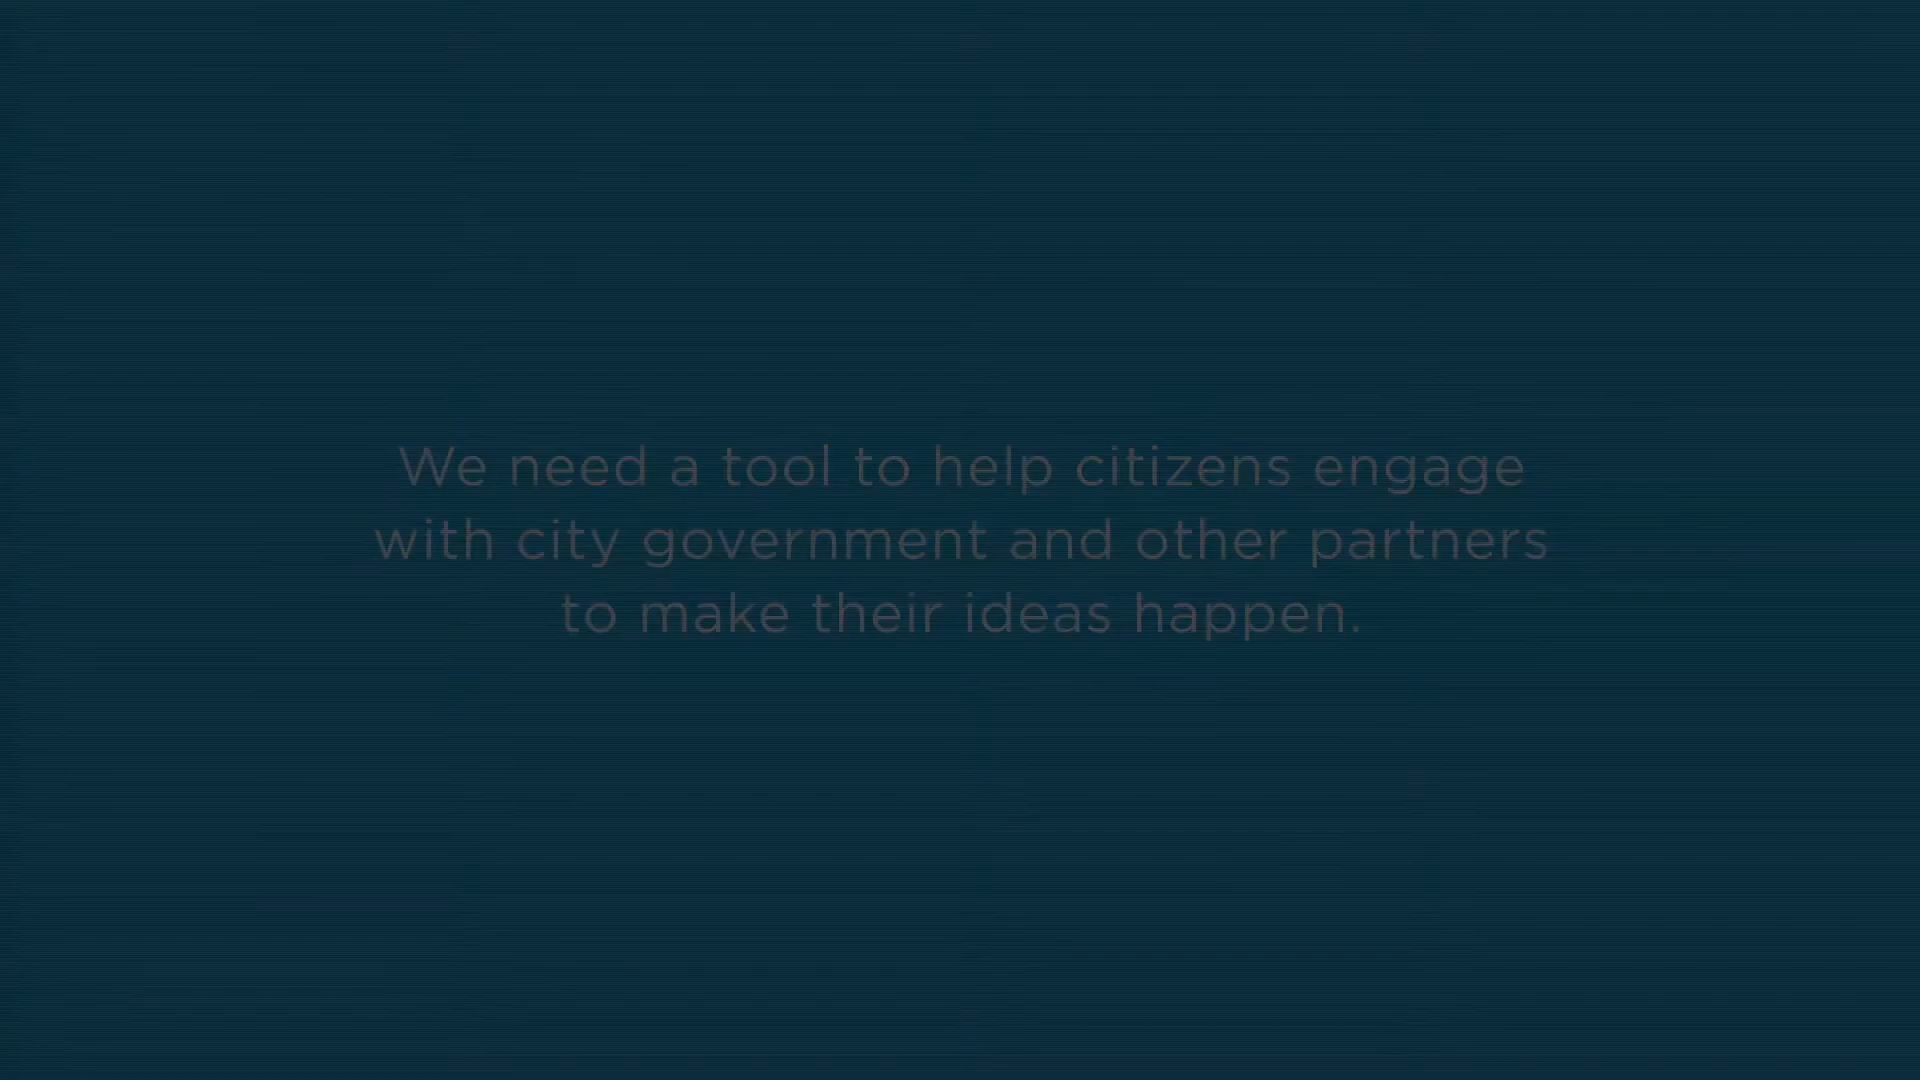 We need a tool to help citizens engage
with city government and other partners
to make their ideas happen.